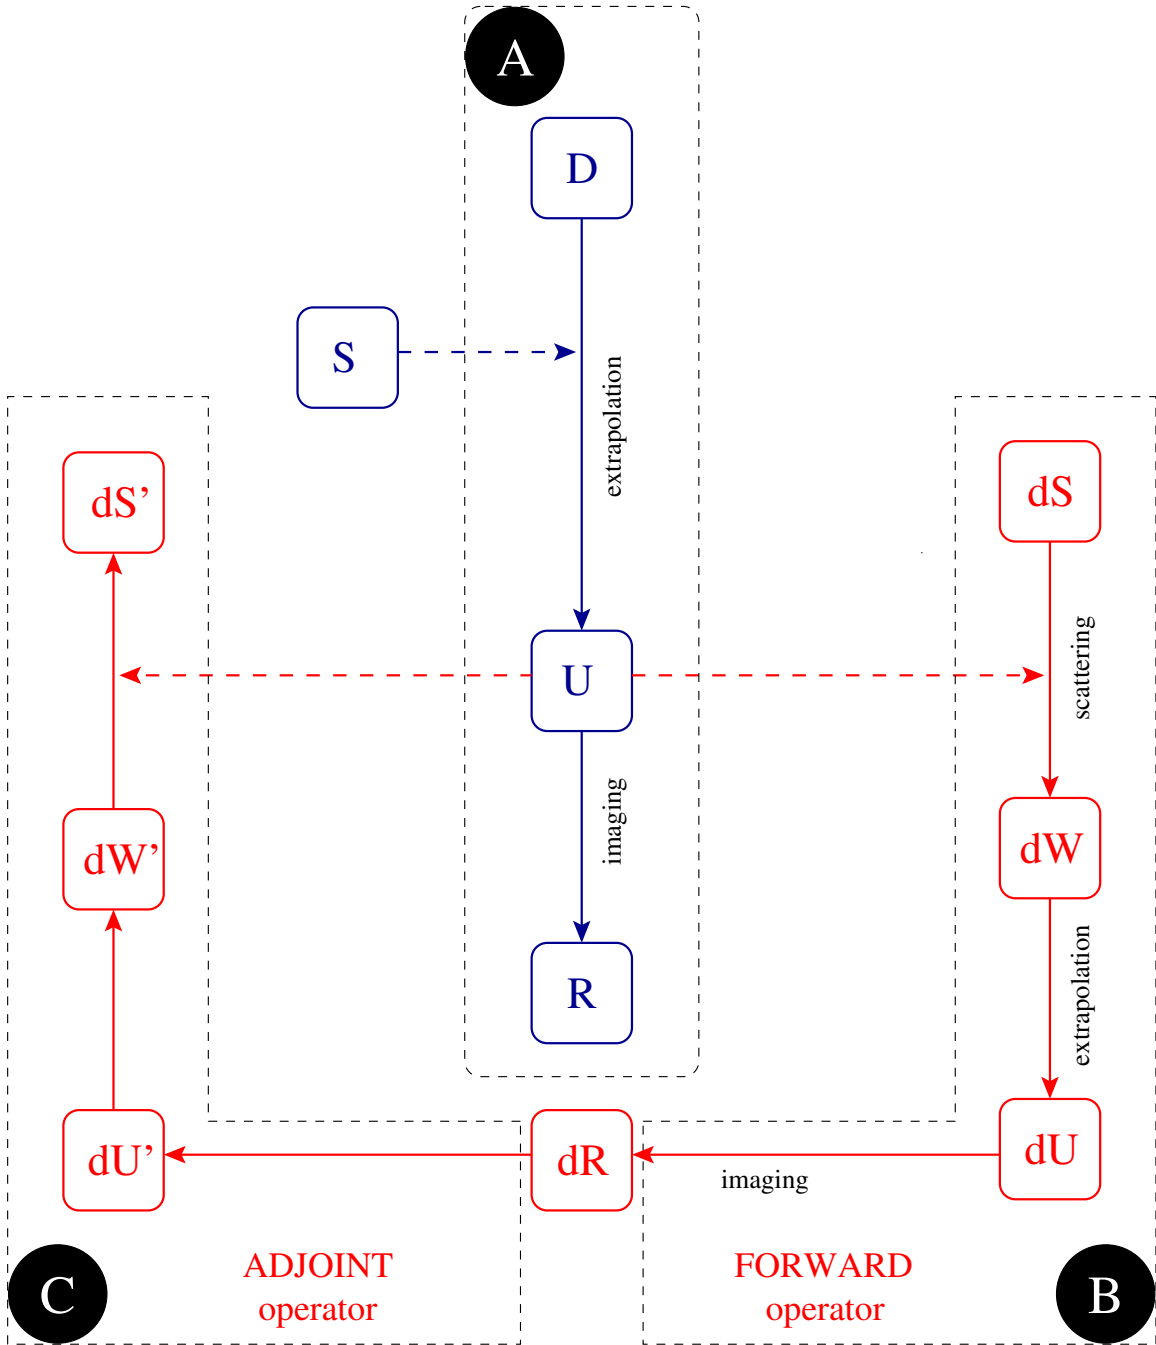 A
D
S
extrapolation
dS’
dS
scattering
U
imaging
dW’
dW
extrapolation
R
dU’
dR
dU
imaging
ADJOINT
operator
FORWARD
operator
C
B